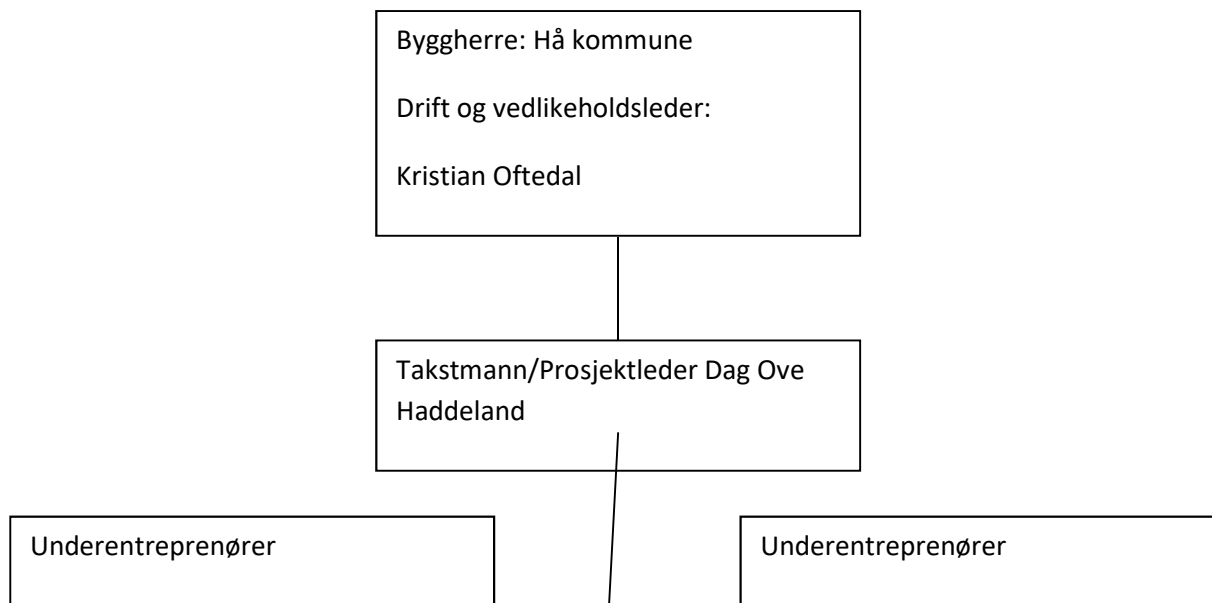 Byggherre: Hå kommune
Drift og vedlikeholdsleder:
Kristian Oftedal
Takstmann/Prosjektleder Dag Ove
Haddeland
Underentreprenører
Underentreprenører